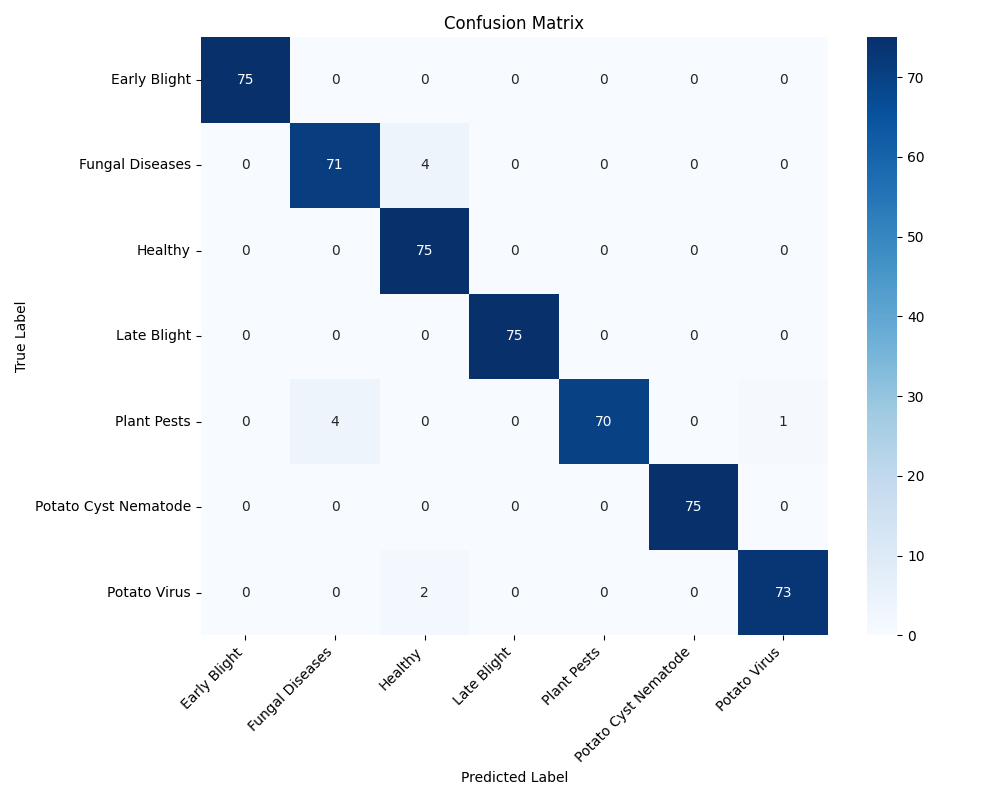 Confusion Matrix
Early Blight 75 0 0 0 0 0 0
Fungal Diseases 0 71 4 0 0 0 0
Healthy 0 0 75 0 0 0 0
Late Blight 0 0 0 75 0 0 0
Plant Pests 0 4 0 0 70 0 1
Potato Cyst Nematode 0 0 0 0 0 75 0
Potato Virus 0 0 2 0 0 0 73
True Label
Early Blight
Fungal Diseases
Healthy
Late Blight
Plant Pests
Potato Cyst Nematode
Potato Virus
Predicted Label
70
60
50
40
30
20
10
0